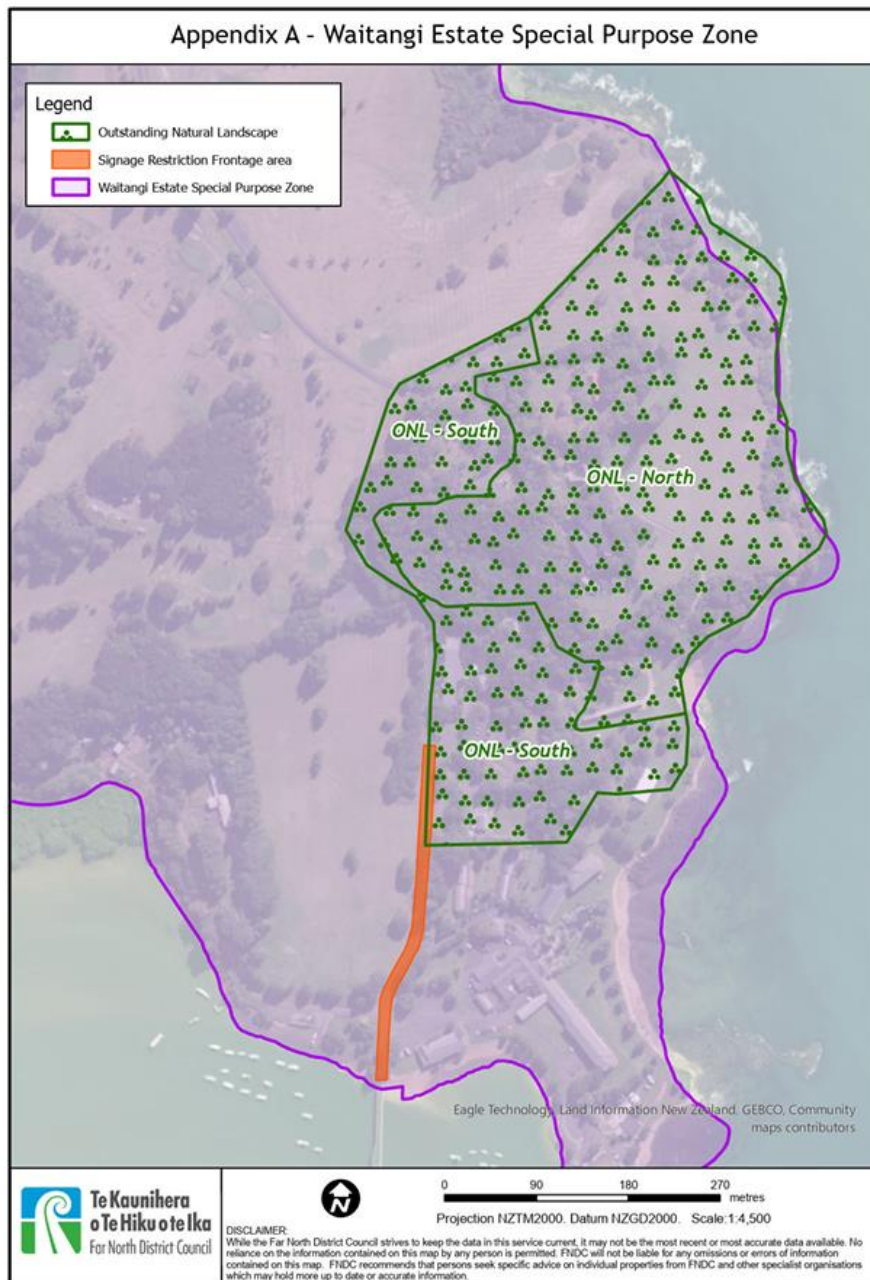 Appendix A - Waitangi Estate Special Purpose Zone
Legend
Outstanding Natural Landscape
Signage Restriction Frontage area
Waitangi Estate Special Purpose Zone
ONL - South
ONL - North
ONL - South
Eagle Technology, Land Information New Zealand, GEBCO, Community
maps contributors
Te Kaunihera
o Te Hiku o te Ika
Far North District Council
N
0 90 180 270
metres
Projection NZTM2000. Datum NZGD2000. Scale:1:4,500
DISCLAIMER:
While the Far North District Council strives to keep the data in this service current, it may not be the most recent or most accurate data available. No
reliance on the information contained on this map by any person is permitted. FNDC will not be liable for any omissions or errors of information
contained on this map. FNDC recommends that persons seek specific advice on individual properties from FNDC and other specialist organisations
which may hold more up to date or accurate information.